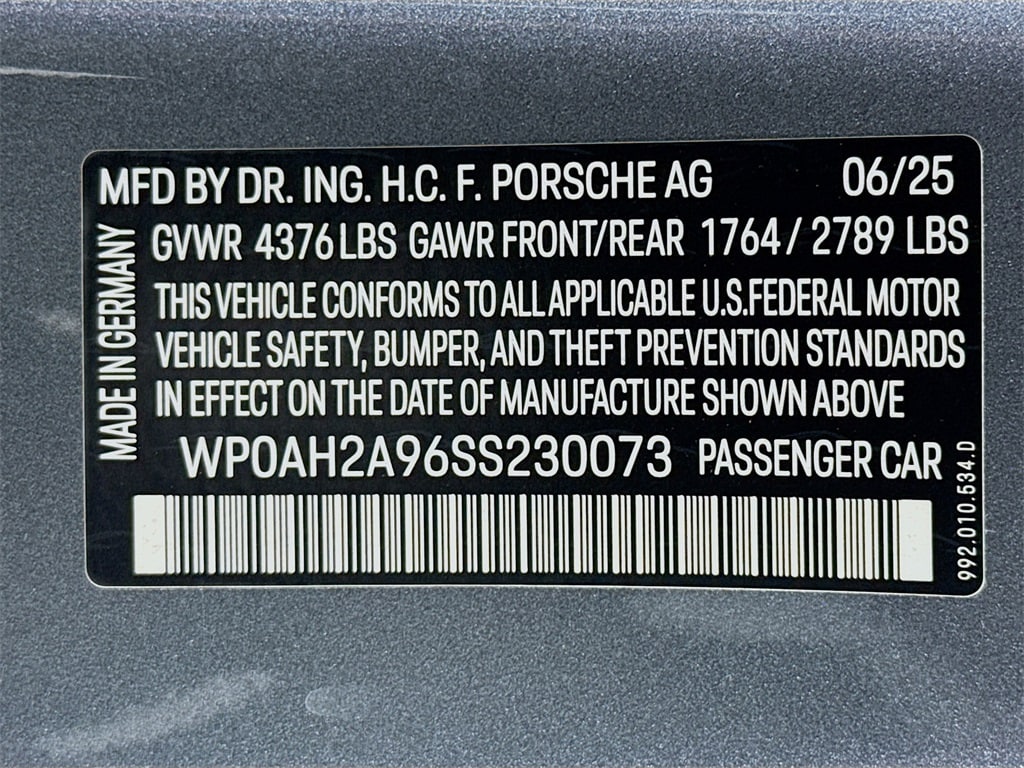 MFD BY DR. ING. H.C. F. PORSCHE AG 06/25
GVWR 4376 LBS GAWR FRONT/REAR 1764 / 2789 LBS
THIS VEHICLE CONFORMS TO ALL APPLICABLE U.S.FEDERAL MOTOR
VEHICLE SAFETY, BUMPER, AND THEFT PREVENTION STANDARDS
IN EFFECT ON THE DATE OF MANUFACTURE SHOWN ABOVE
WP0AH2A96SS230073 PASSENGER CAR
MADE IN GERMANY
992.010.534.D